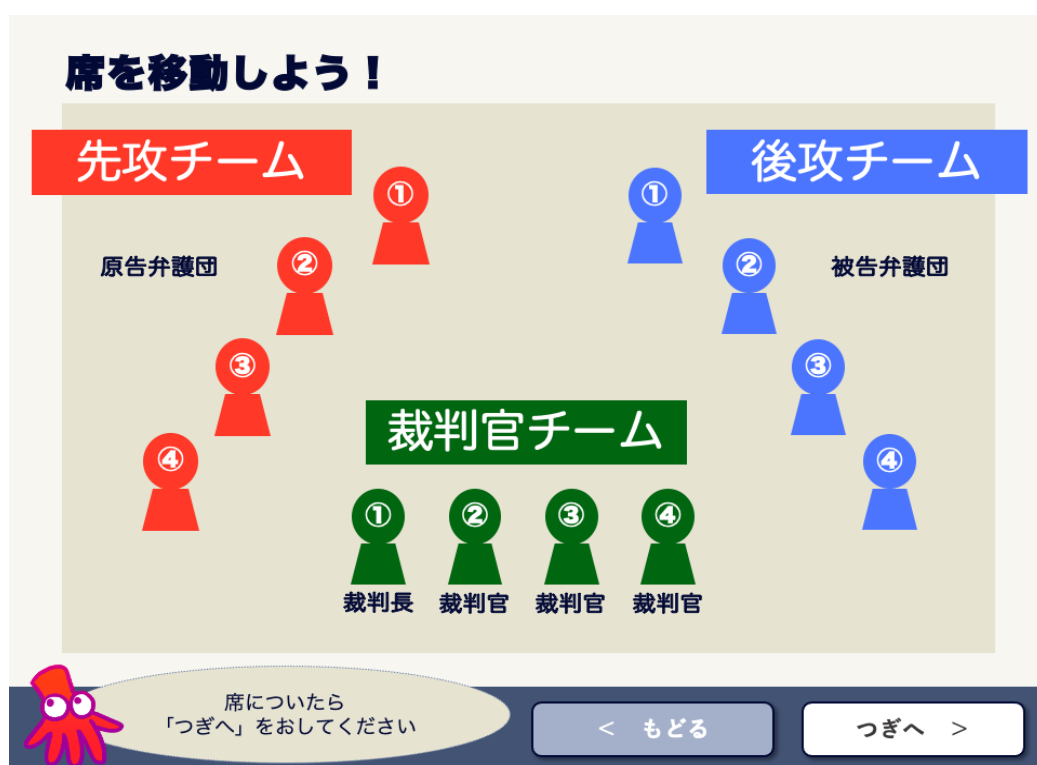 席を移動しよう！
先攻チーム
後攻チーム
①
①
②
②
原告弁護団
被告弁護団
③
③
④
④
裁判官チーム
① ② ③ ④
裁判長 裁判官 裁判官 裁判官
席についたら
「つぎへ」をおしてください
＜ もどる
つぎへ ＞